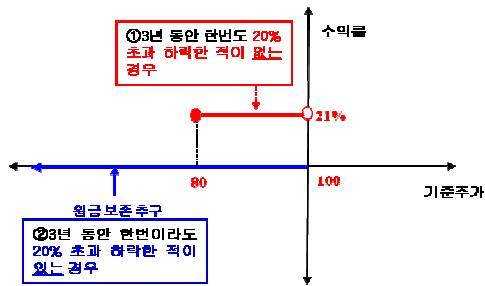 ①3년 동안 한번도 20%
초과 하락한 적이 없는
경우
수익률
21%
80
100
기준주가
원금보존추구
②3년 동안 한번이라도
20% 초과 하락한 적이
있는 경우